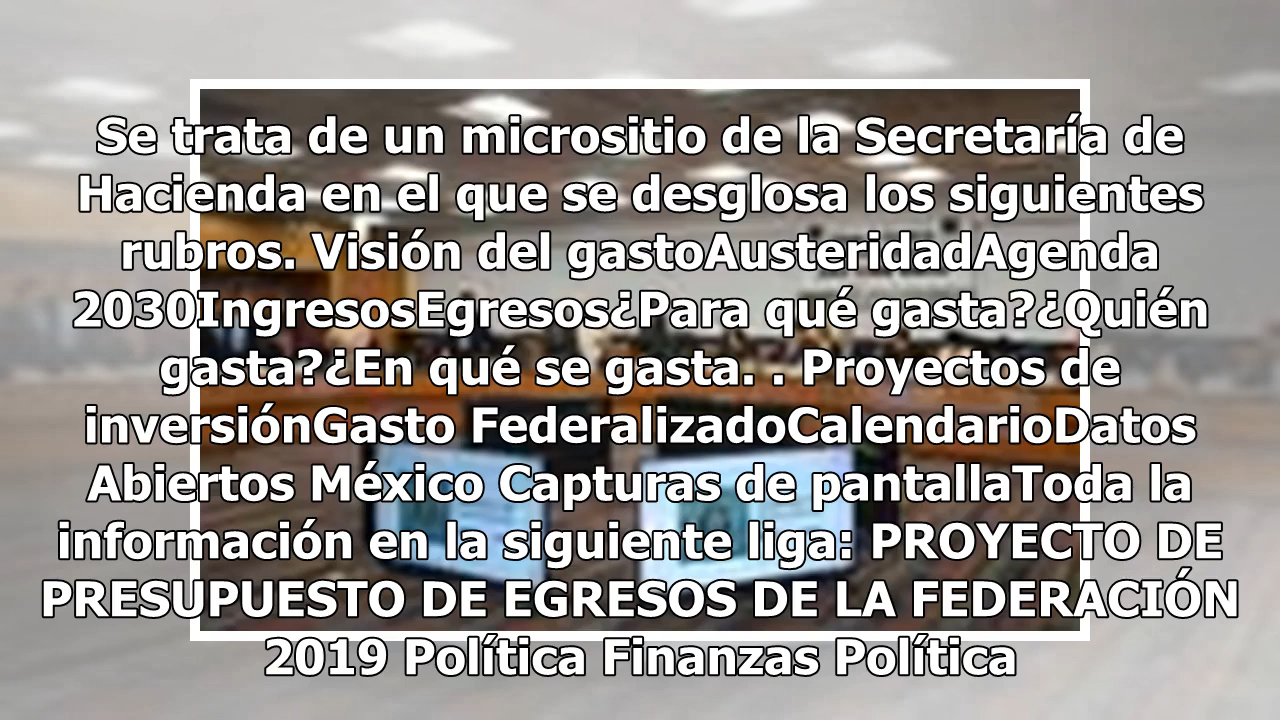 Se trata de un micrositio de la Secretaría de
Hacienda en el que se desglosa los siguientes
rubros. Visión del gastoAusteridadAgenda
2030IngresosEgresos¿Para qué gasta?¿Quién
gasta?¿En qué se gasta. . Proyectos de
inversiónGasto FederalizadoCalendarioDatos
Abiertos México Capturas de pantallaToda la
información en la siguiente liga: PROYECTO DE
PRESUPUESTO DE EGRESOS DE LA FEDERACIÓN
2019 Política Finanzas Política